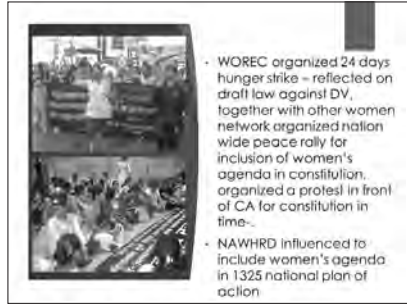 · WOREC organized 24 days
hunger strike – reflected on
draft law against DV,
together with other women
network organized nation
wide peace rally for
inclusion of women's
agenda in constitution,
organized a protest in front
of CA for constitution in
time-.
· NAWHRD influenced to
include women's agenda
in 1325 national plan of
action